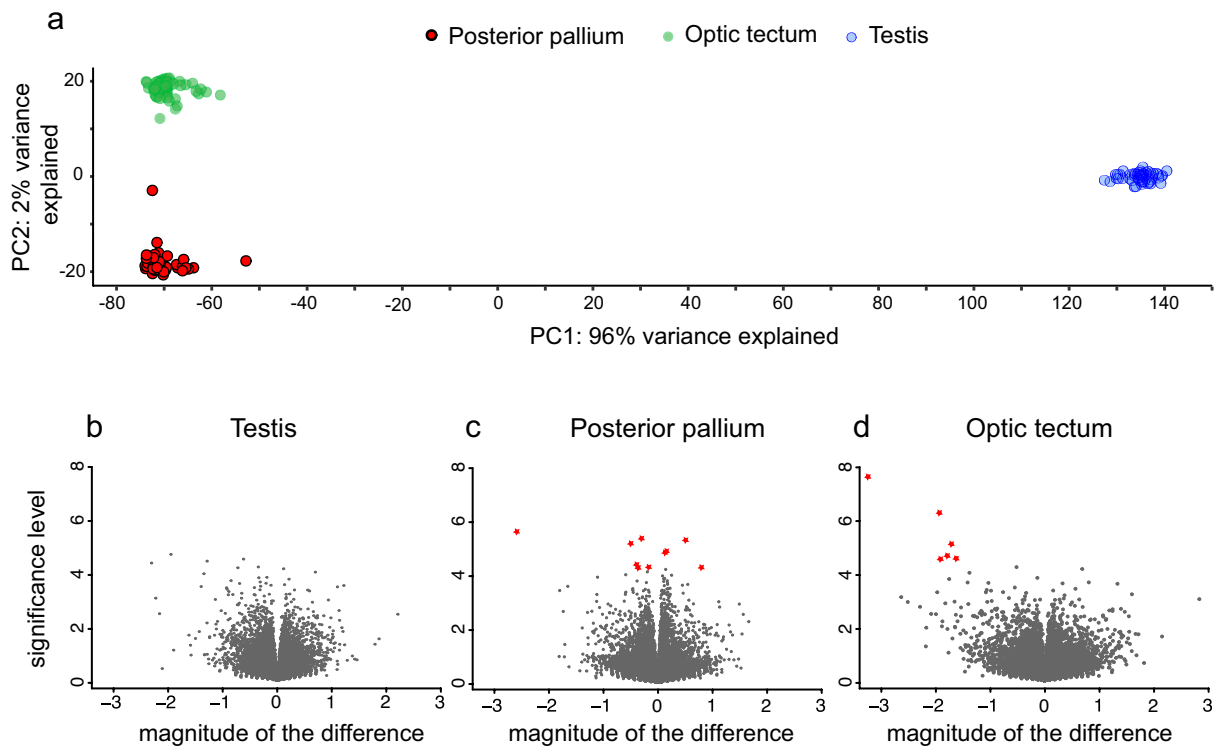 a
Posterior pallium Optic tectum Testis
PC2: 2% variance
explained
20
0
-20
-80 -60 -40 -20 0 20 40 60 80 100 120 140
PC1: 96% variance explained
b Testis
c Posterior pallium
d Optic tectum
significance level
8
6
4
2
0
−3 −2 −1 0 1 2 3
magnitude of the difference
8
6
4
2
0
−3 −2 −1 0 1 2 3
magnitude of the difference
8
6
4
2
0
−3 −2 −1 0 1 2 3
magnitude of the difference